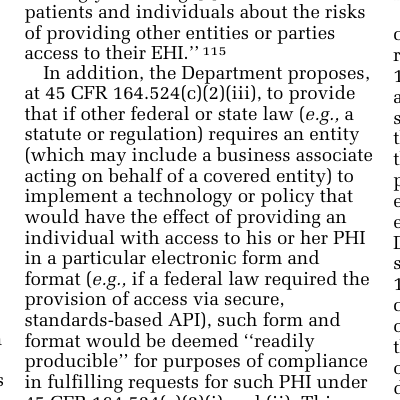 patients and individuals about the risks
of providing other entities or parties
access to their EHI.’’ 115
In addition, the Department proposes,
at 45 CFR 164.524(c)(2)(iii), to provide
that if other federal or state law (e.g., a
statute or regulation) requires an entity
(which may include a business associate
acting on behalf of a covered entity) to
implement a technology or policy that
would have the effect of providing an
individual with access to his or her PHI
in a particular electronic form and
format (e.g., if a federal law required the
provision of access via secure,
standards-based API), such form and
format would be deemed ‘‘readily
producible’’ for purposes of compliance
in fulfilling requests for such PHI under